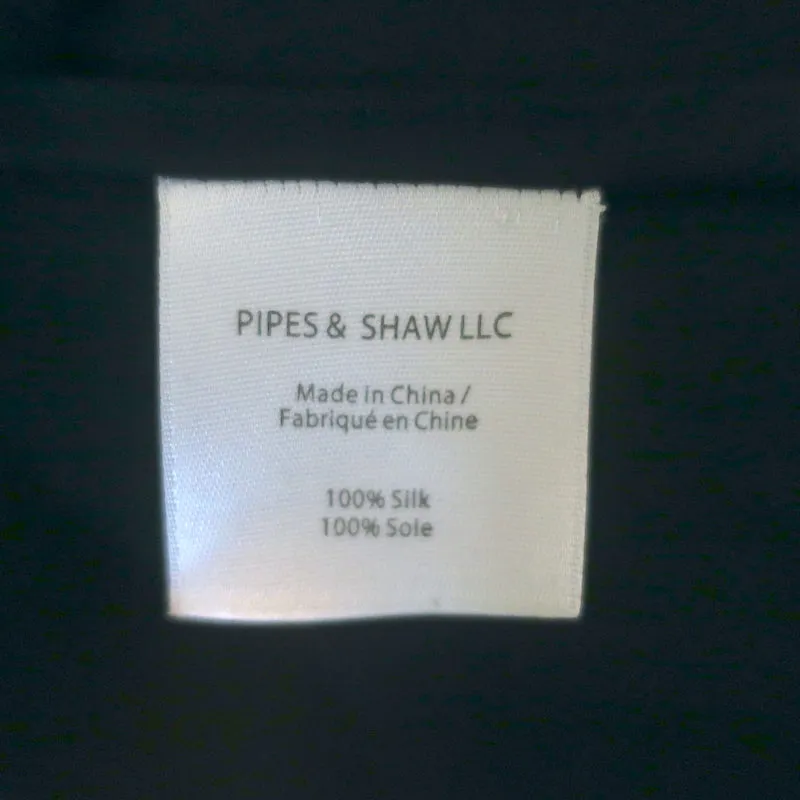 PIPES & SHAW LLC
Made in China /
Fabriqué en Chine
100% Silk
100% Soie